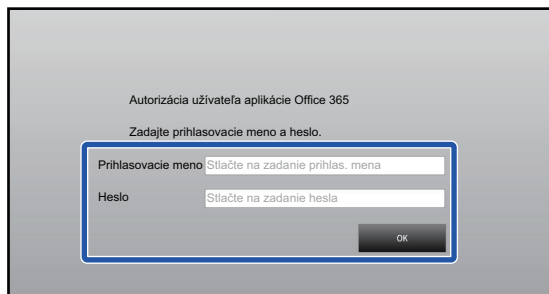 Autorizácia užívateľa aplikácie Office 365
Zadajte prihlasovacie meno a heslo.
Prihlasovacie meno Stlačte na zadanie prihlas. mena
Heslo Stlačte na zadanie hesla
OK